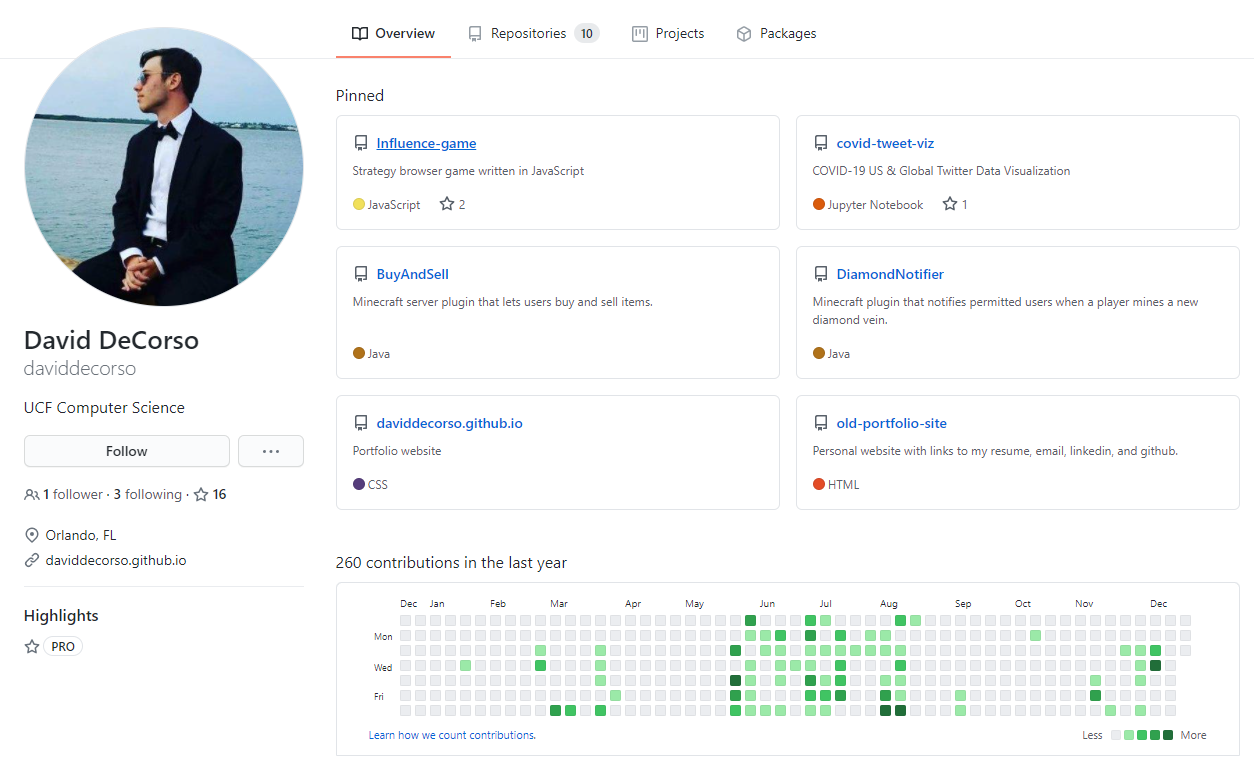 Overview
Repositories 10
Projects
Packages
David DeCorso
daviddecorso
UCF Computer Science
Follow
...
1 follower · 3 following · 16
Orlando, FL
daviddecorso.github.io
Highlights
PRO
Pinned
Influence-game
Strategy browser game written in JavaScript
JavaScript 2
covid-tweet-viz
COVID-19 US & Global Twitter Data Visualization
Jupyter Notebook 1
BuyAndSell
Minecraft server plugin that lets users buy and sell items.
Java
DiamondNotifier
Minecraft plugin that notifies permitted users when a player mines a new
diamond vein.
Java
daviddecorso.github.io
Portfolio website
CSS
old-portfolio-site
Personal website with links to my resume, email, linkedin, and github.
HTML
260 contributions in the last year
Dec Jan Feb Mar Apr May Jun Jul Aug Sep Oct Nov Dec
Mon
Wed
Fri
Learn how we count contributions.
Less More